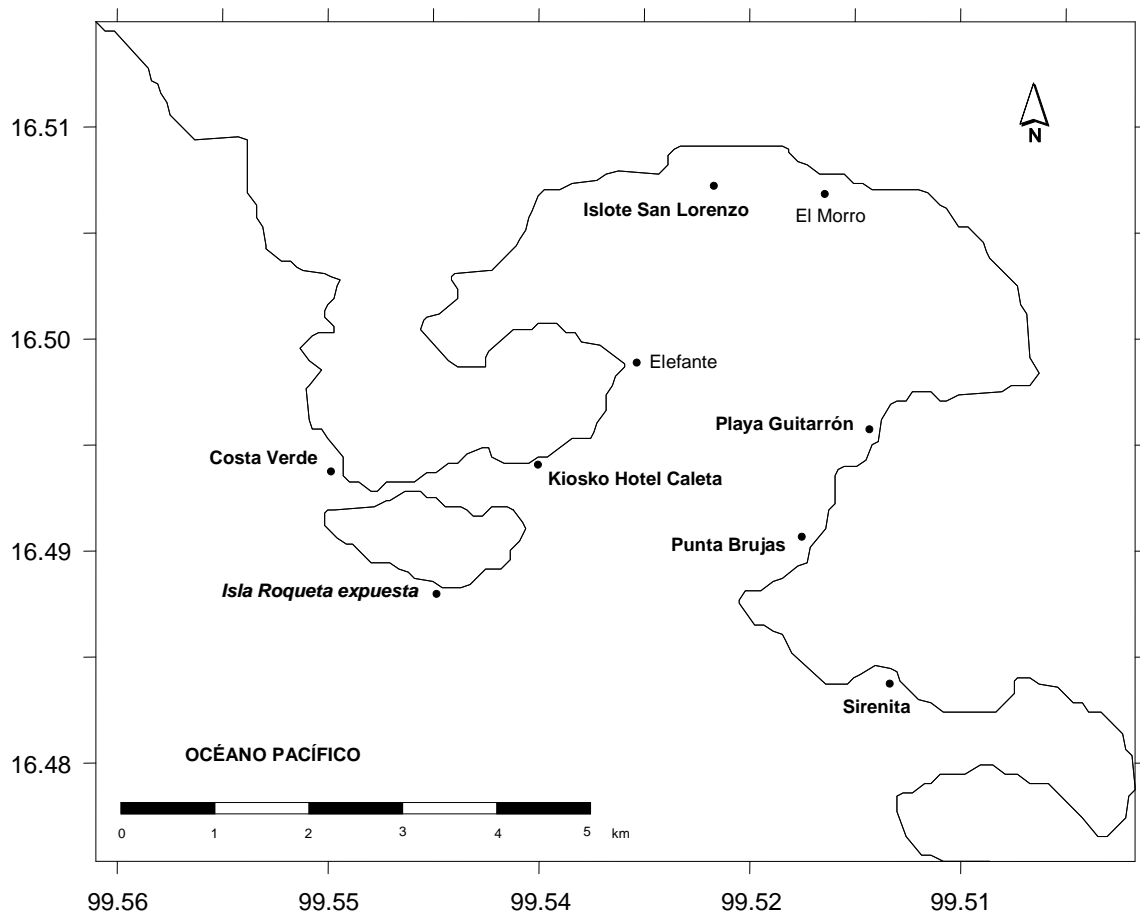 16.51
N
Islote San Lorenzo
El Morro
16.50
Elefante
Playa Guitarrón
Costa Verde
Kiosko Hotel Caleta
16.49
Punta Brujas
Isla Roqueta expuesta
Sirenita
OCÉANO PACÍFICO
16.48
0 1 2 3 4 5 km
99.56 99.55 99.54 99.52 99.51